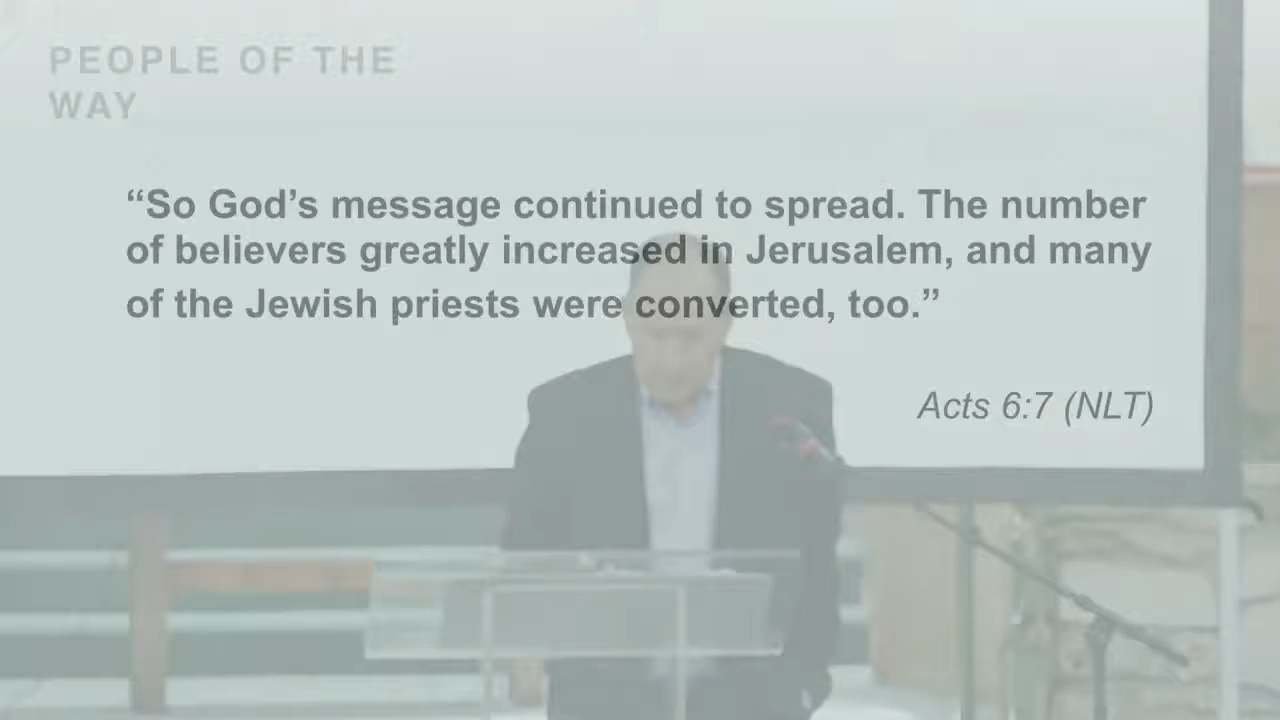 PEOPLE OF THE
WAY
“So God’s message continued to spread. The number
of believers greatly increased in Jerusalem, and many
of the Jewish priests were converted, too.”
Acts 6:7 (NLT)